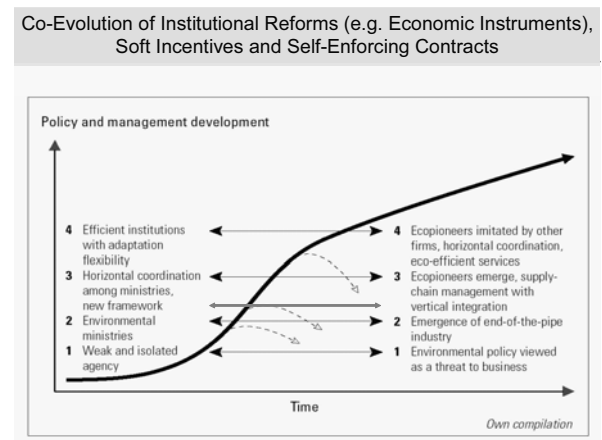 Co-Evolution of Institutional Reforms (e.g. Economic Instruments),
Soft Incentives and Self-Enforcing Contracts
Policy and management development
4 Efficient institutions
with adaptation
flexibility
3 Horizontal coordination
among ministries,
new framework
2 Environmental
ministries
1 Weak and isolated
agency
4 Ecopioneers imitated by other
firms, horizontal coordination,
eco-efficient services
3 Ecopioneers emerge, supply-
chain management with
vertical integration
2 Emergence of end-of-the-pipe
industry
1 Environmental policy viewed
as a threat to business
Time
Own compilation